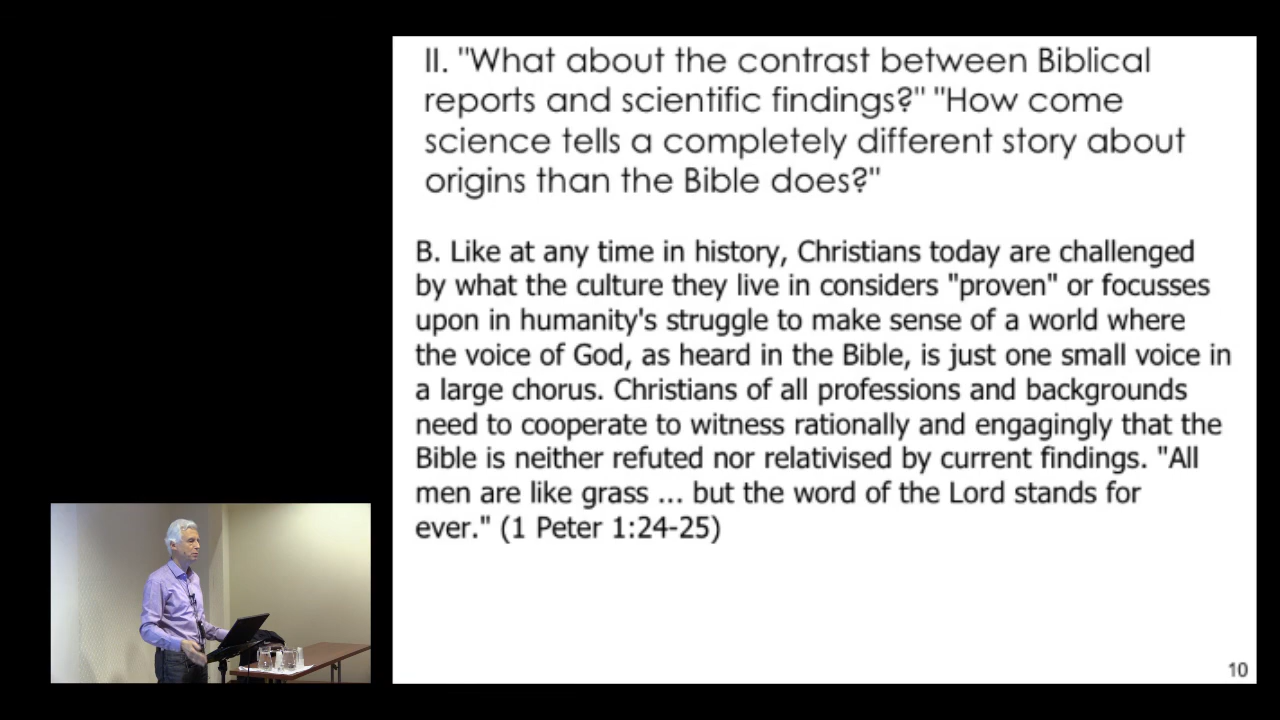 II. "What about the contrast between Biblical
reports and scientific findings?" "How come
science tells a completely different story about
origins than the Bible does?"
B. Like at any time in history, Christians today are challenged
by what the culture they live in considers "proven" or focusses
upon in humanity's struggle to make sense of a world where
the voice of God, as heard in the Bible, is just one small voice in
a large chorus. Christians of all professions and backgrounds
need to cooperate to witness rationally and engagingly that the
Bible is neither refuted nor relativised by current findings. "All
men are like grass ... but the word of the Lord stands for
ever." (1 Peter 1:24-25)
10